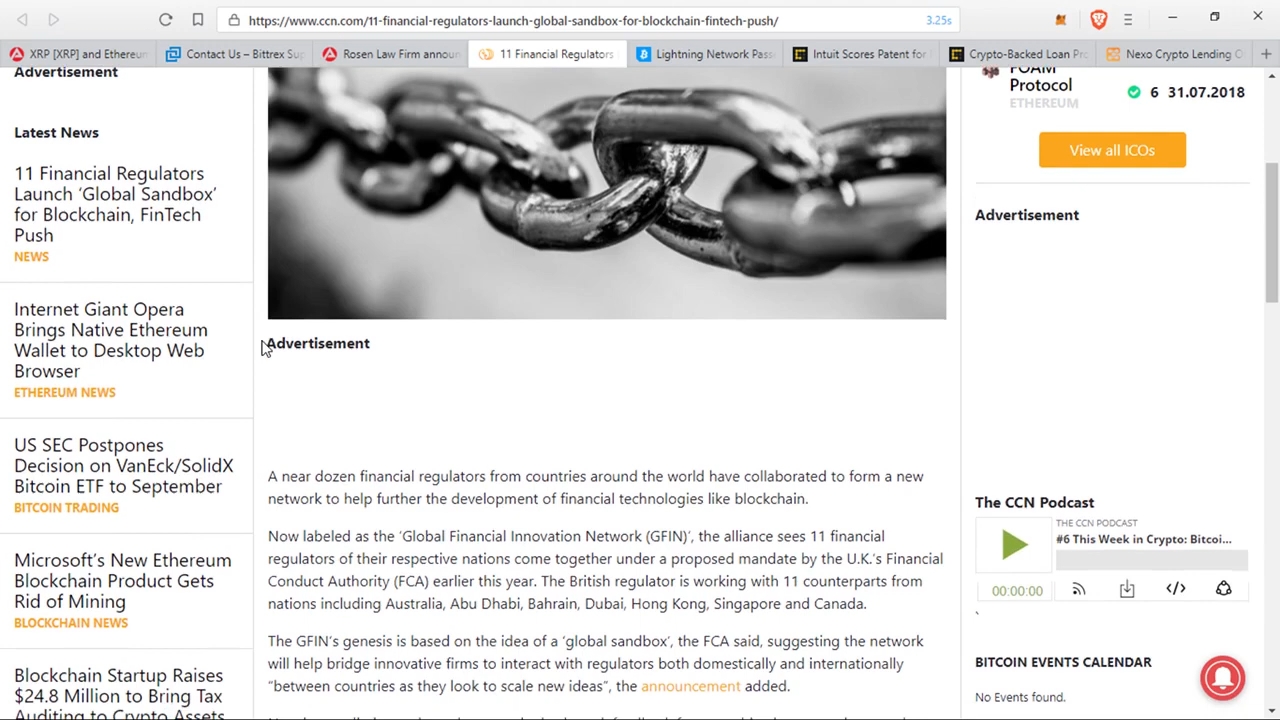 https://www.ccn.com/11-financial-regulators-launch-global-sandbox-for-blockchain-fintech-push/
3.25s
XRP [XRP] and Ethereum
Contact Us – Bittrex Sup
Rosen Law Firm announ
11 Financial Regulators
Lightning Network Pass
Intuit Scores Patent for
Crypto-Backed Loan Pro
Nexo Crypto Lending O
Advertisement
Latest News
11 Financial Regulators
Launch ‘Global Sandbox’
for Blockchain, FinTech
Push
NEWS
Internet Giant Opera
Brings Native Ethereum
Wallet to Desktop Web
Browser
ETHEREUM NEWS
US SEC Postpones
Decision on VanEck/SolidX
Bitcoin ETF to September
BITCOIN TRADING
Microsoft’s New Ethereum
Blockchain Product Gets
Rid of Mining
BLOCKCHAIN NEWS
Blockchain Startup Raises
$24.8 Million to Bring Tax
Auditing to Crypto Assets
Advertisement
A near dozen financial regulators from countries around the world have collaborated to form a new
network to help further the development of financial technologies like blockchain.
Now labeled as the ‘Global Financial Innovation Network (GFIN)’, the alliance sees 11 financial
regulators of their respective nations come together under a proposed mandate by the U.K.’s Financial
Conduct Authority (FCA) earlier this year. The British regulator is working with 11 counterparts from
nations including Australia, Abu Dhabi, Bahrain, Dubai, Hong Kong, Singapore and Canada.
The GFIN’s genesis is based on the idea of a ‘global sandbox’, the FCA said, suggesting the network
will help bridge innovative firms to interact with regulators both domestically and internationally
“between countries as they look to scale new ideas”, the announcement added.
FOAM
Protocol
ETHEREUM
6 31.07.2018
View all ICOs
Advertisement
The CCN Podcast
THE CCN PODCAST
#6 This Week in Crypto: Bitcoi...
00:00:00
BITCOIN EVENTS CALENDAR
No Events found.